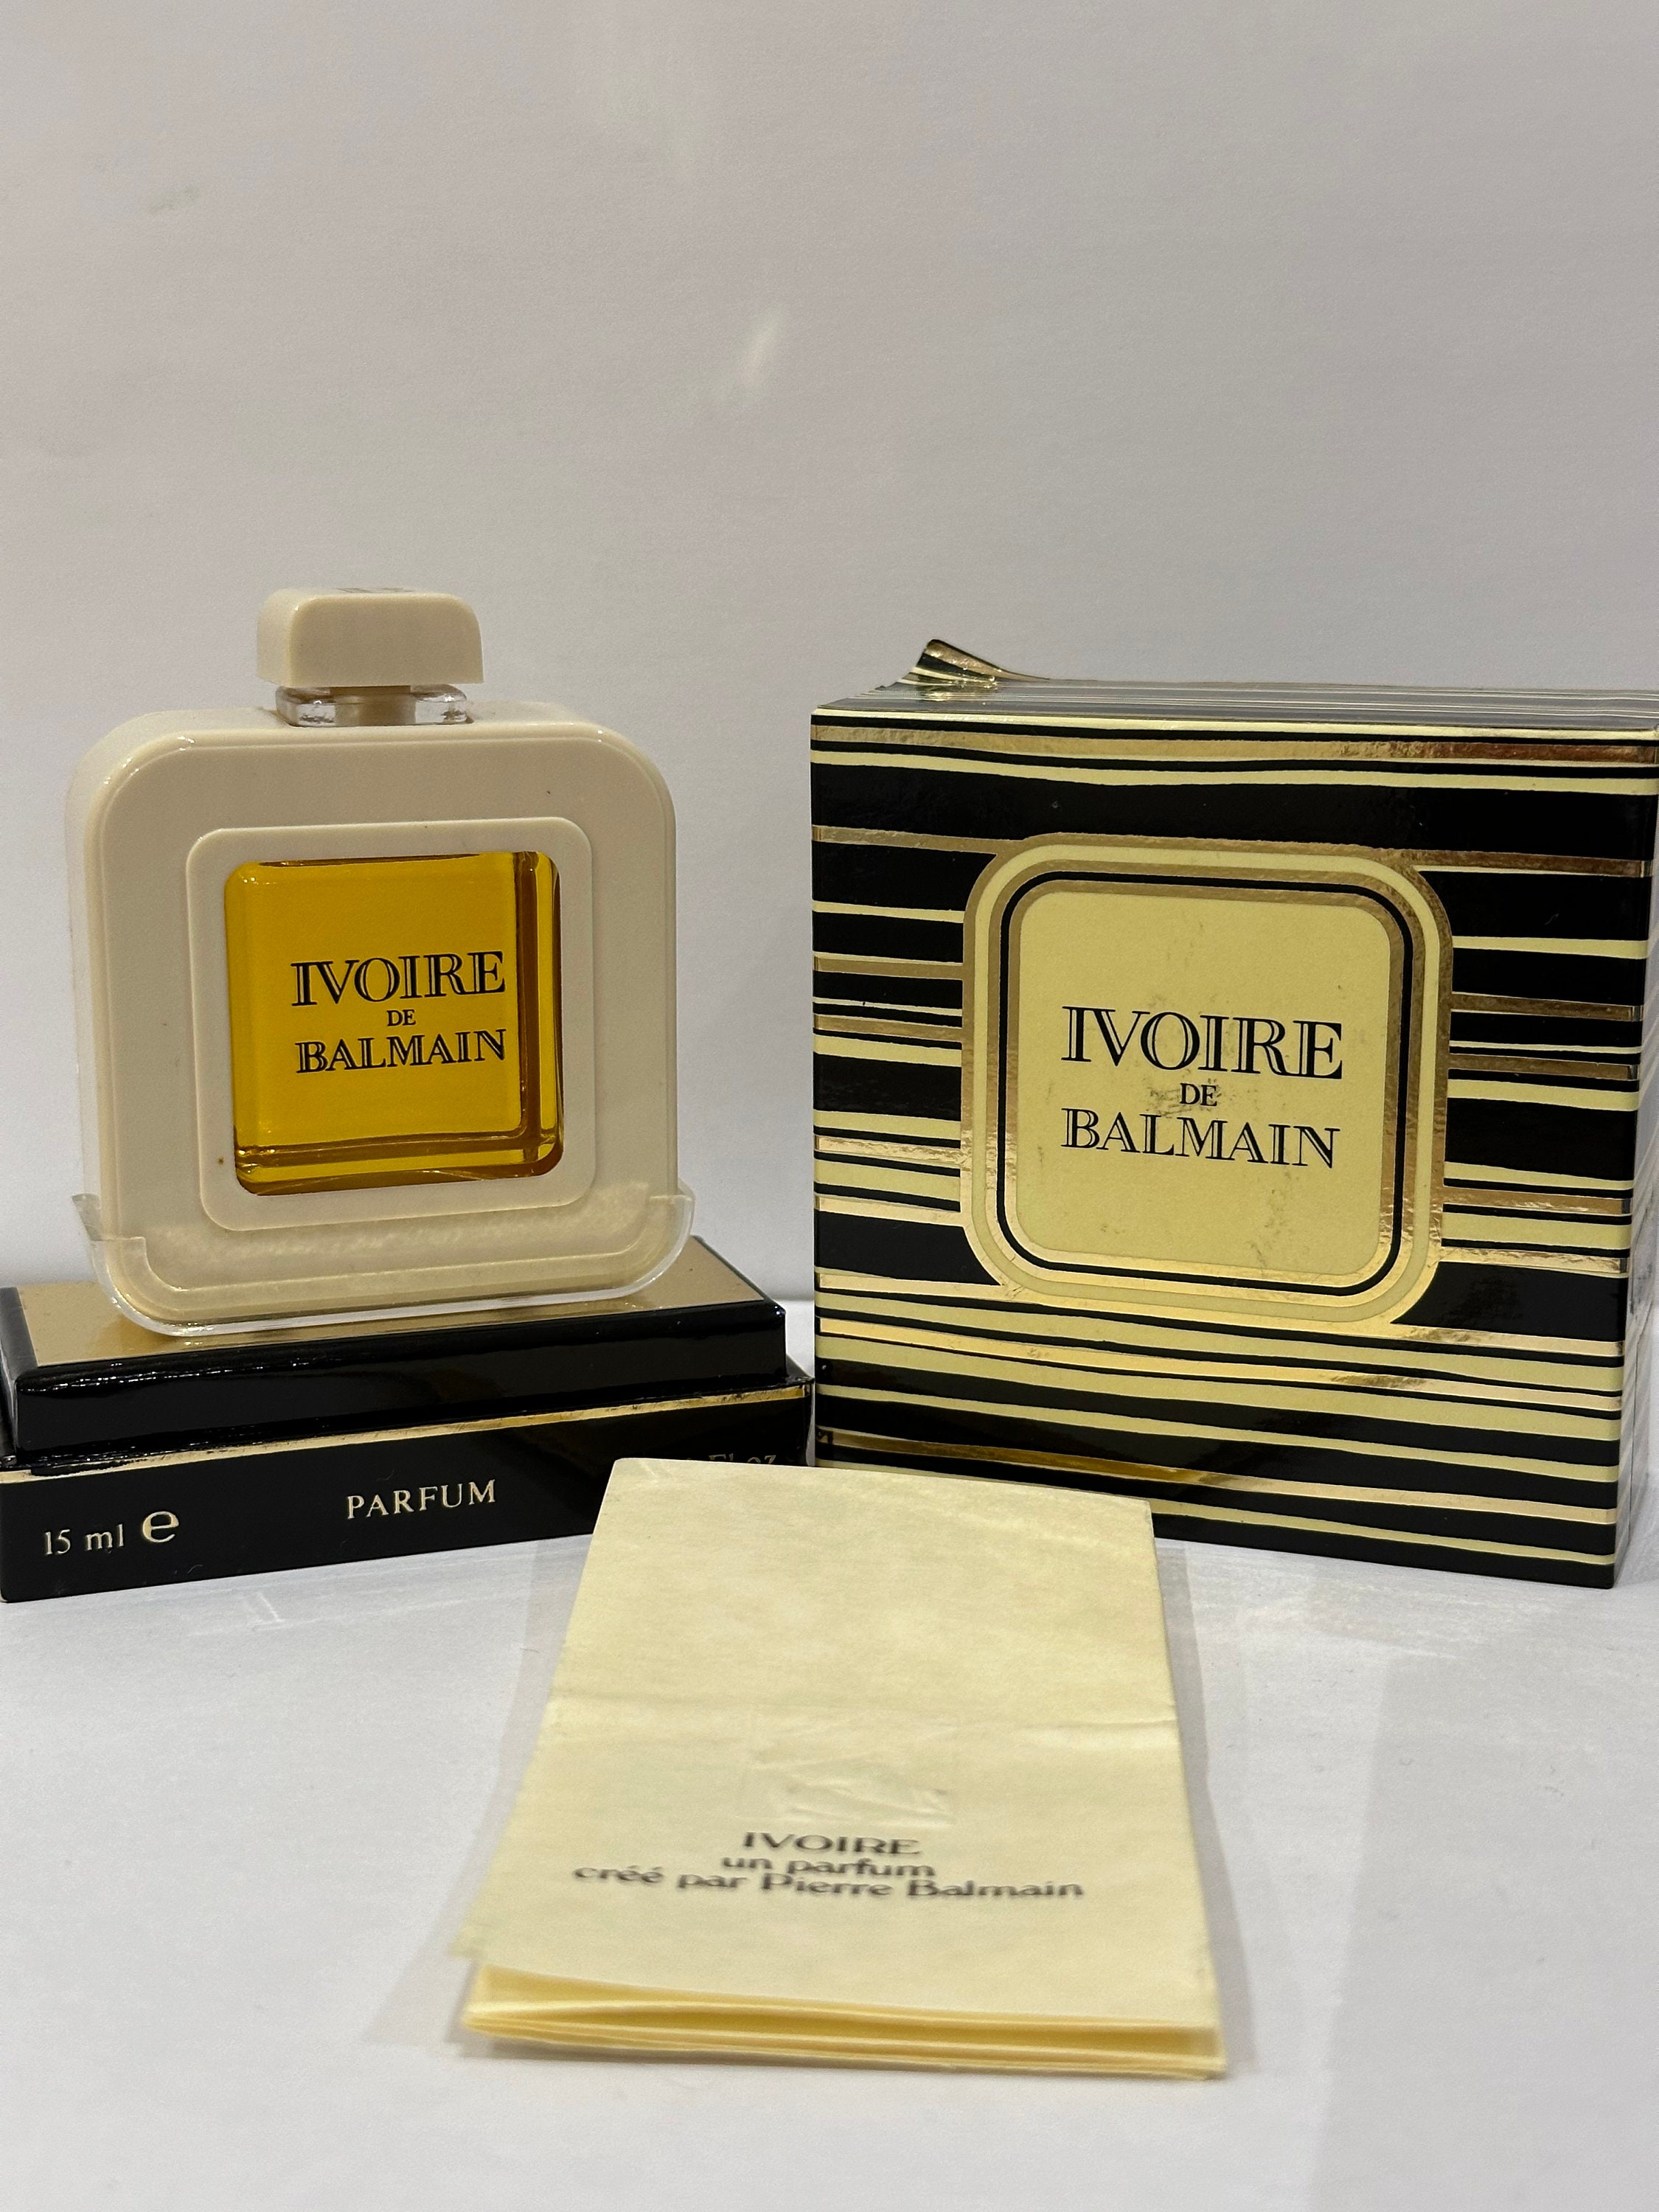 IVOIRE
DE
BALMAIN
IVOIRE
DE
BALMAIN
15 ml e
PARFUM
IVOIRE
un parfum
créé par Pierre Balmain